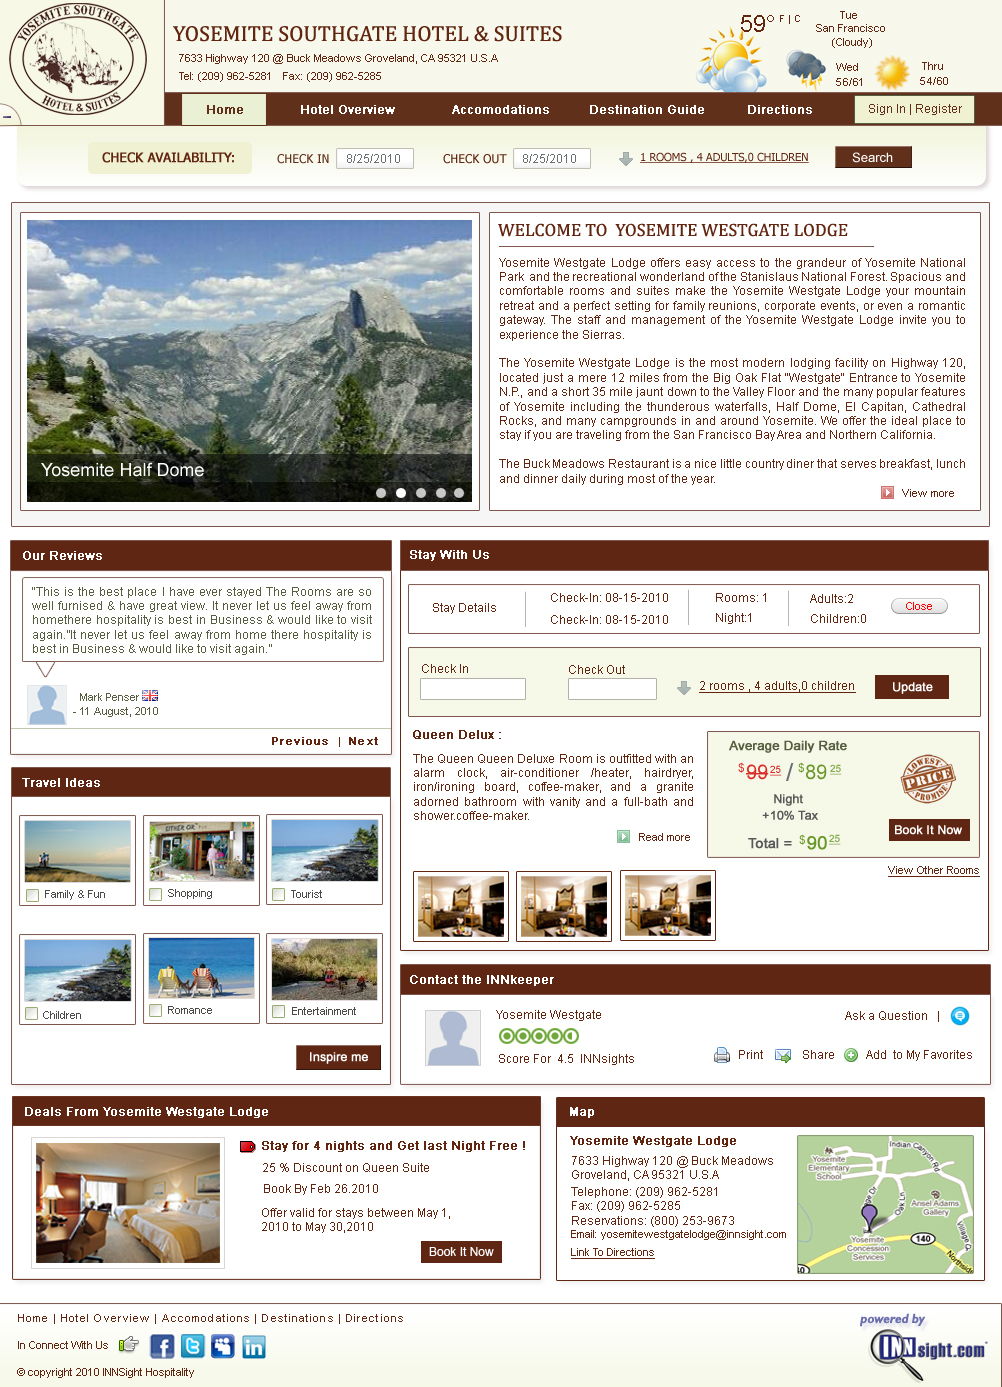 YOSEMITE SOUTHGATE
HOTEL & SUITES
YOSEMITE SOUTHGATE HOTEL & SUITES
7633 Highway 120 @ Buck Meadows Groveland, CA 95321 U.S.A
Tel: (209) 962-5281 Fax: (209) 962-5285
59° F | C
Tue
San Francisco
(Cloudy)
Wed
56/61
Thru
54/60
Home Hotel Overview Accomodations Destination Guide Directions Sign In | Register
CHECK AVAILABILITY: CHECK IN 8/25/2010 CHECK OUT 8/25/2010 1 ROOMS , 4 ADULTS,0 CHILDREN Search
Yosemite Half Dome
WELCOME TO YOSEMITE WESTGATE LODGE
Yosemite Westgate Lodge offers easy access to the grandeur of Yosemite National
Park and the recreational wonderland of the Stanislaus National Forest. Spacious and
comfortable rooms and suites make the Yosemite Westgate Lodge your mountain
retreat and a perfect setting for family reunions, corporate events, or even a romantic
gateway. The staff and management of the Yosemite Westgate Lodge invite you to
experience the Sierras.
The Yosemite Westgate Lodge is the most modern lodging facility on Highway 120,
located just a mere 12 miles from the Big Oak Flat "Westgate" Entrance to Yosemite
N.P., and a short 35 mile jaunt down to the Valley Floor and the many popular features
of Yosemite including the thunderous waterfalls, Half Dome, El Capitan, Cathedral
Rocks, and many campgrounds in and around Yosemite. We offer the ideal place to
stay if you are traveling from the San Francisco Bay Area and Northern California.
The Buck Meadows Restaurant is a nice little country diner that serves breakfast, lunch
and dinner daily during most of the year.
View more
Our Reviews
"This is the best place I have ever stayed The Rooms are so
well furnised & have great view. It never let us feel away from
homethere hospitality is best in Business & would like to visit
again."It never let us feel away from home there hospitality is
best in Business & would like to visit again."
Mark Penser
- 11 August, 2010
Previous | Next
Travel Ideas
EITHER OR
Family & Fun
Shopping
Tourist
Children
Romance
Entertainment
Inspire me
Stay With Us
Stay Details
Check-In: 08-15-2010
Check-In: 08-15-2010
Rooms: 1
Night:1
Adults:2
Children:0
Close
Check In
Check Out
2 rooms , 4 adults,0 children
Update
Queen Delux :
The Queen Queen Deluxe Room is outfitted with an
alarm clock, air-conditioner /heater, hairdryer,
iron/ironing board, coffee-maker, and a granite
adorned bathroom with vanity and a full-bath and
shower.coffee-maker.
Read more
Average Daily Rate
$99 25 / $89 25
Night
+10% Tax
Total = $90 25
LOWEST
PRICE
PROMISE
Book It Now
View Other Rooms
Contact the INNkeeper
Yosemite Westgate
Score For 4.5 INNsights
Ask a Question |
Print
Share
Add to My Favorites
Deals From Yosemite Westgate Lodge
Stay for 4 nights and Get last Night Free !
25 % Discount on Queen Suite
Book By Feb 26.2010
Offer valid for stays between May 1,
2010 to May 30,2010
Book It Now
Map
Yosemite Westgate Lodge
7633 Highway 120 @ Buck Meadows
Groveland, CA 95321 U.S.A
Telephone: (209) 962-5281
Fax: (209) 962-5285
Reservations: (800) 253-9673
Email: yosemitewestgatelodge@innsight.com
Link To Directions
Indian Canyon Rd
Yosemite
Elementary
School
Dr
Oak Ln
Ansel Adams
Gallery
Village
Yosemite
Concession
Services
140
Northside
Home | Hotel Overview | Accomodations | Destinations | Directions
In Connect With Us
© copyright 2010 INNSight Hospitality
powered by
INNsight.com